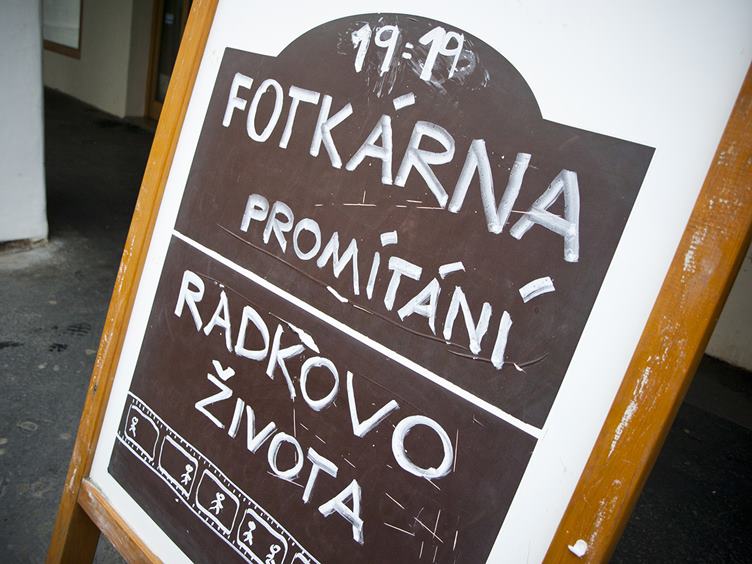 19:19
FOTKÁRNA
PROMÍTÁNÍ
RADKOVO
ŽIVOTA